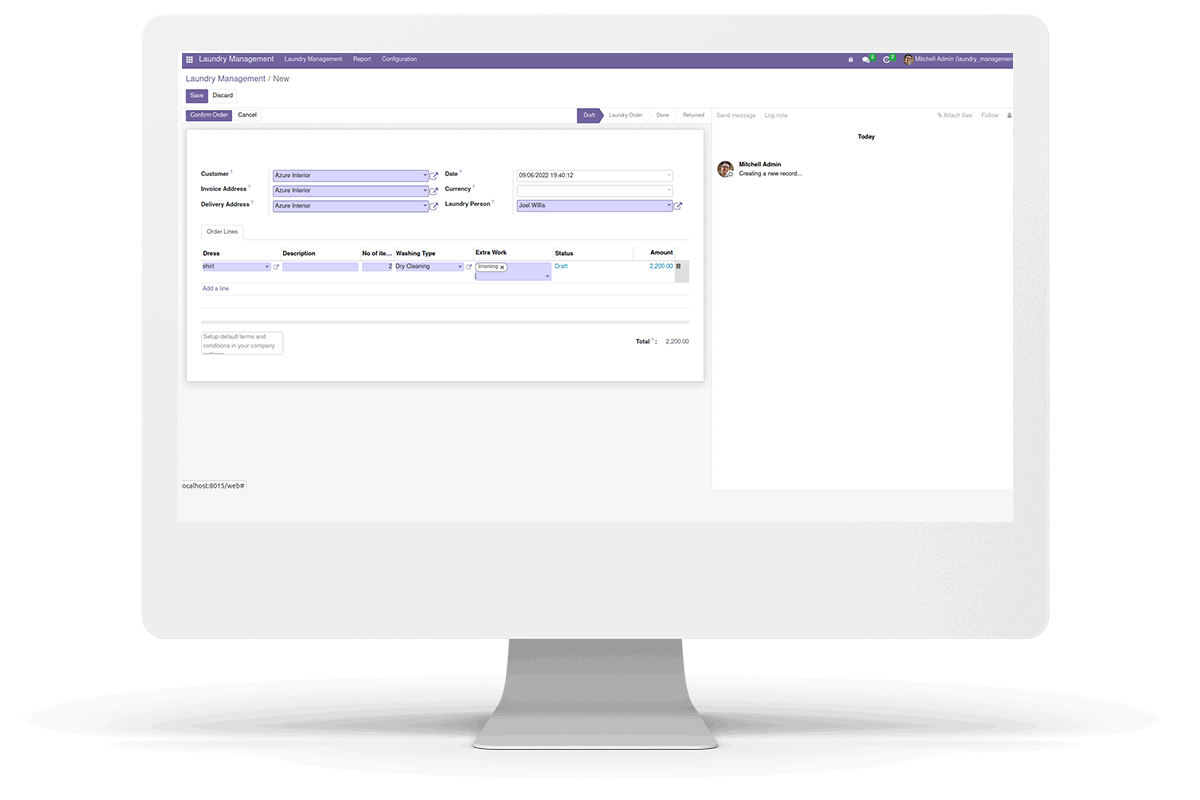 Laundry Management Laundry Management Report Configuration 5 2 Mitchell Admin (laundry_managemen
Laundry Management / New
Save Discard
Confirm Order Cancel Draft Laundry Order Done Returned Send message Log note Attach files Follow
Today
Mitchell Admin
Creating a new record...
Customer ? Azure Interior Date ? 09/06/2022 19:40:12
Invoice Address ? Azure Interior Currency ?
Delivery Address ? Azure Interior Laundry Person ? Joel Willis
Order Lines
Dress Description No of ite... Washing Type Extra Work Status Amount
shirt 2 Dry Cleaning Irioning x Draft 2,200.00
Add a line
Setup default terms and
conditions in your company
Total ? : 2,200.00
ocalhost:8015/web#